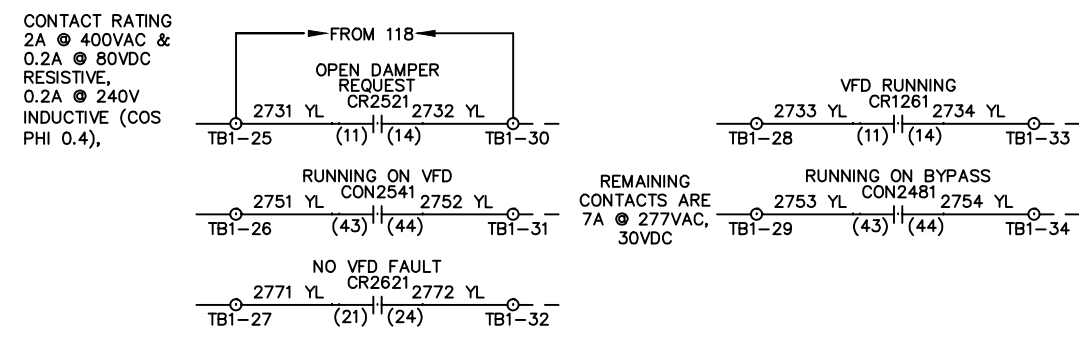 CONTACT RATING
2A @ 400VAC &
0.2A @ 80VDC
RESISTIVE,
0.2A @ 240V
INDUCTIVE (COS
PHI 0.4),
FROM 118
OPEN DAMPER
REQUEST
CR2521
2731 YL
2732 YL
TB1-25
(11)
(14)
TB1-30
VFD RUNNING
CR1261
2733 YL
2734 YL
TB1-28
(11)
(14)
TB1-33
RUNNING ON VFD
CON2541
2751 YL
2752 YL
TB1-26
(43)
(44)
TB1-31
REMAINING
CONTACTS ARE
7A @ 277VAC,
30VDC
RUNNING ON BYPASS
CON2481
2753 YL
2754 YL
TB1-29
(43)
(44)
TB1-34
NO VFD FAULT
CR2621
2771 YL
2772 YL
TB1-27
(21)
(24)
TB1-32